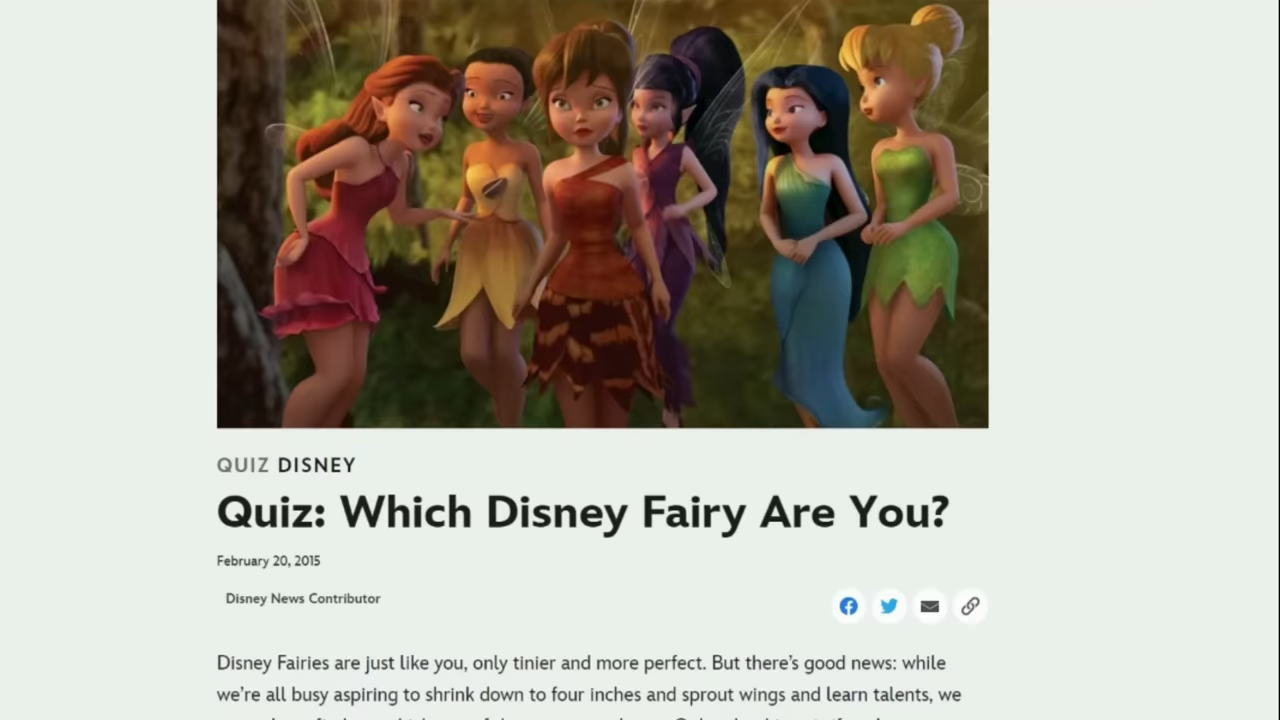 QUIZ DISNEY
Quiz: Which Disney Fairy Are You?
February 20, 2015
Disney News Contributor
Disney Fairies are just like you, only tinier and more perfect. But there's good news: while
we're all busy aspiring to shrink down to four inches and sprout wings and learn talents, we